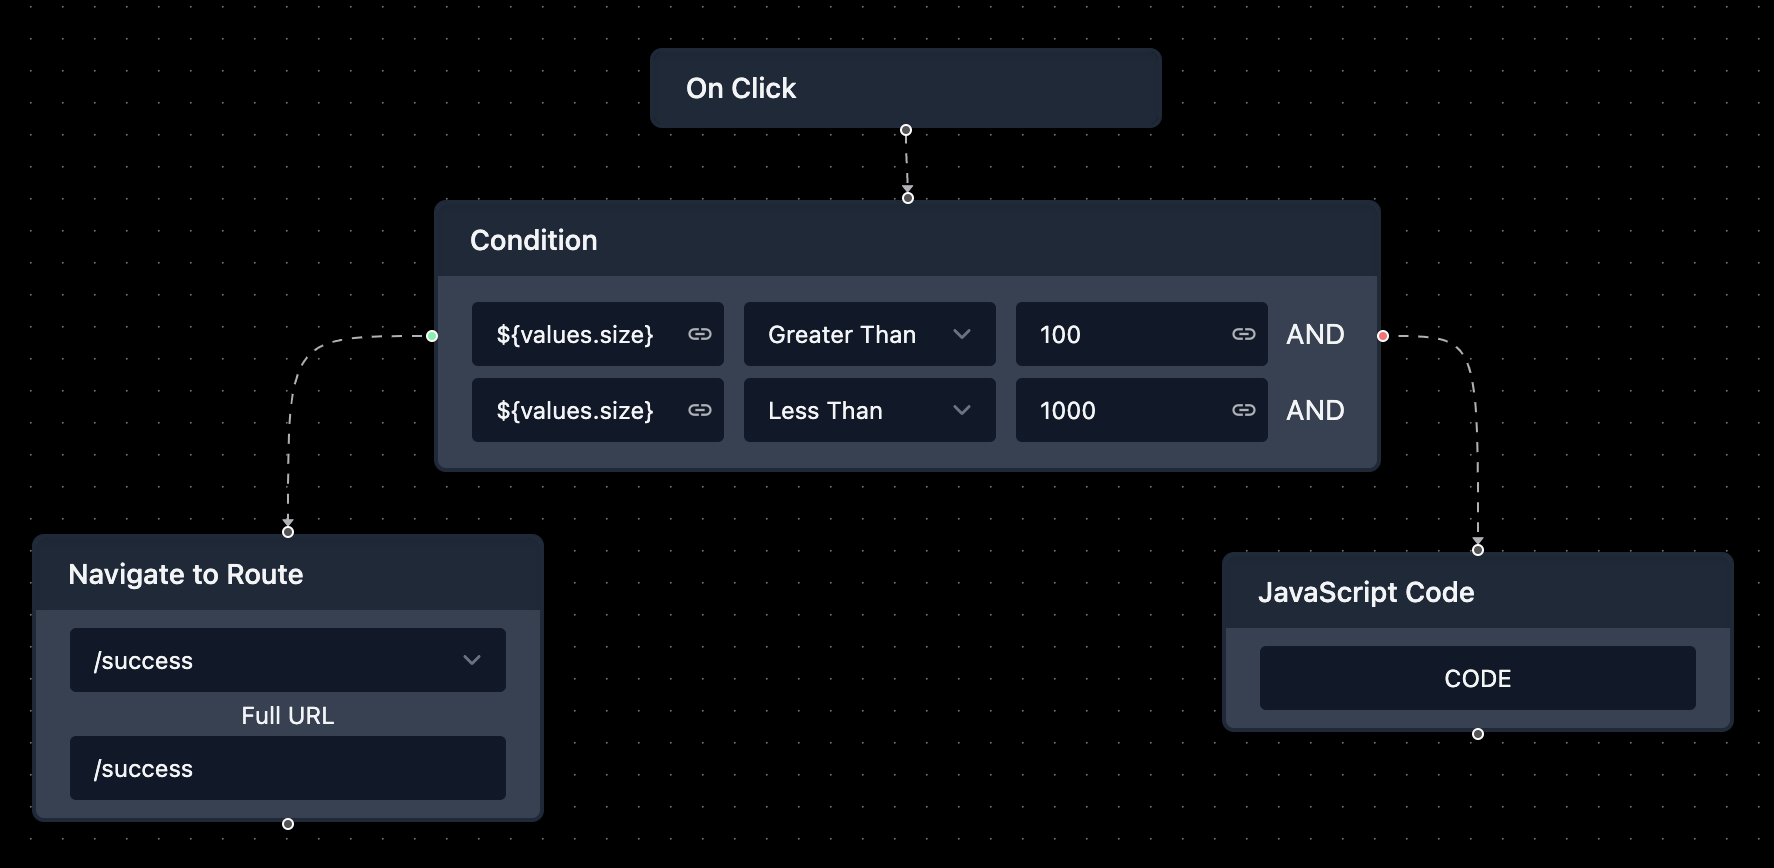 On Click
Condition
${values.size} Greater Than 100 AND
${values.size} Less Than 1000 AND
Navigate to Route
/success
Full URL
/success
JavaScript Code
CODE